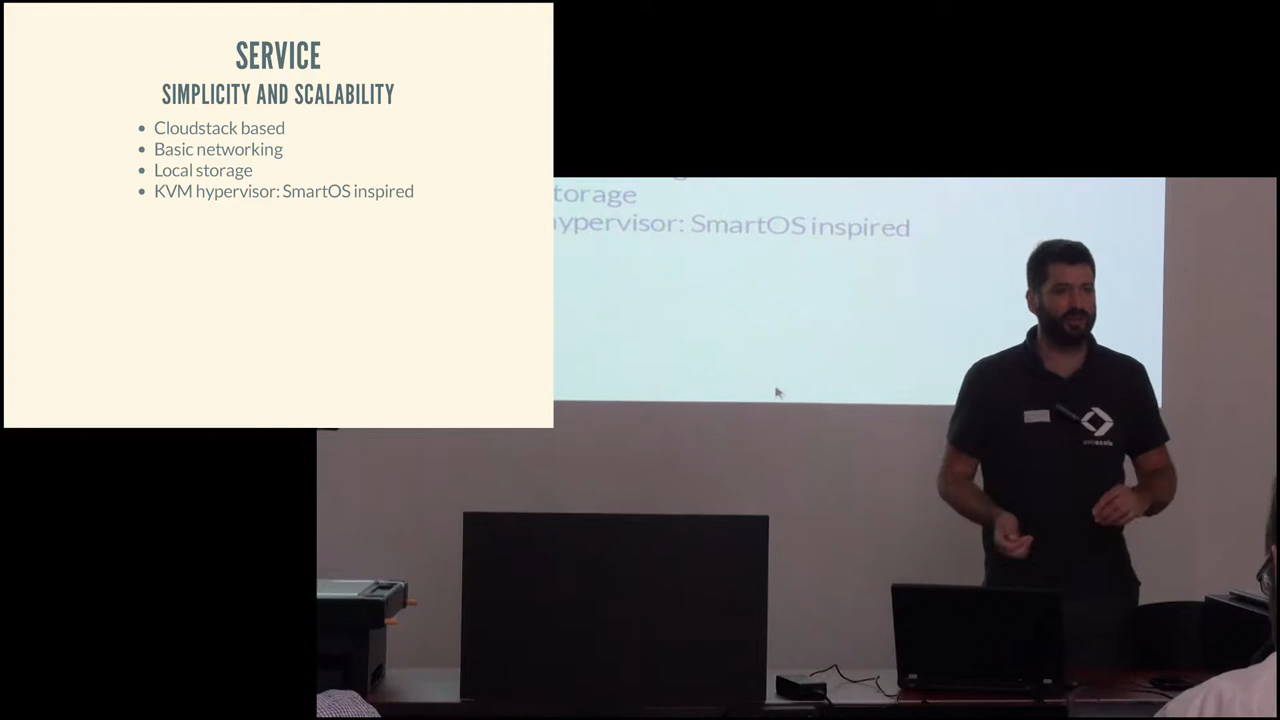 SERVICE
SIMPLICITY AND SCALABILITY
• Cloudstack based
• Basic networking
• Local storage
• KVM hypervisor: SmartOS inspired
torage
ypervisor: SmartOS inspired